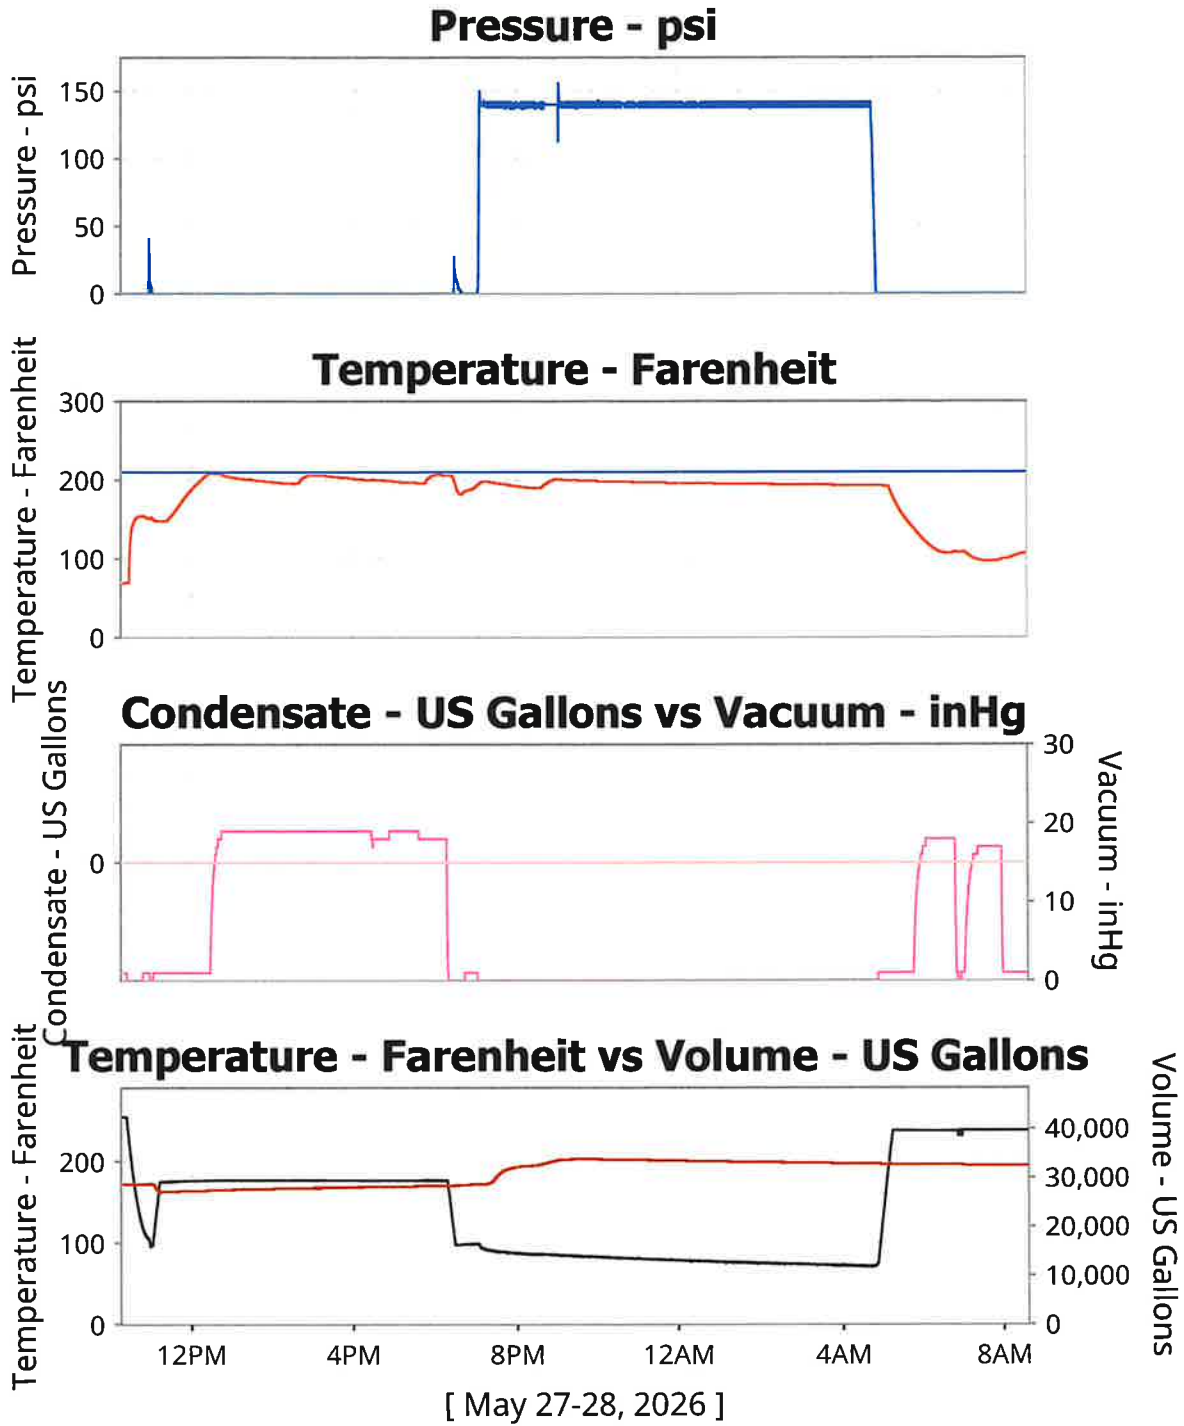 Pressure - psi
Pressure - psi
150
100
50
0
Temperature - Farenheit
Temperature - Farenheit
300
200
100
0
Condensate - US Gallons vs Vacuum - inHg
Condensate - US Gallons
0
30
20
10
0
Vacuum - inHg
Temperature - Farenheit vs Volume - US Gallons
Temperature - Farenheit
200
100
0
40,000
30,000
20,000
10,000
0
Volume - US Gallons
12PM 4PM 8PM 12AM 4AM 8AM
[ May 27-28, 2026 ]